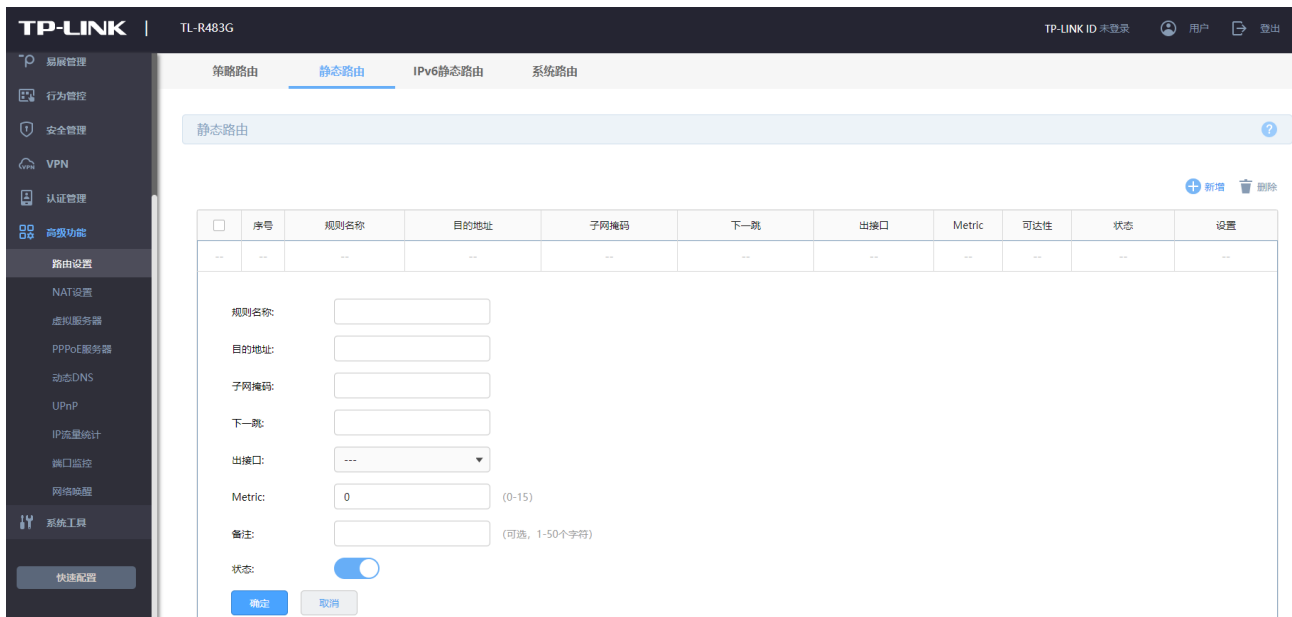 TP-LINK | TL-R483G TP-LINK ID 未登录 用户 登出
易展管理
行为管控
安全管理
VPN
认证管理
高级功能
路由设置
NAT设置
虚拟服务器
PPPoE服务器
动态DNS
UPnP
IP流量统计
端口监控
网络唤醒
系统工具
快速配置
策略路由 静态路由 IPv6静态路由 系统路由
静态路由 ?
新增 删除
序号 规则名称 目的地址 子网掩码 下一跳 出接口 Metric 可达性 状态 设置
-- -- -- -- -- -- -- -- -- -- --
规则名称:
目的地址:
子网掩码:
下一跳:
出接口: ---
Metric: 0 (0-15)
备注: (可选，1-50个字符)
状态:
确定 取消